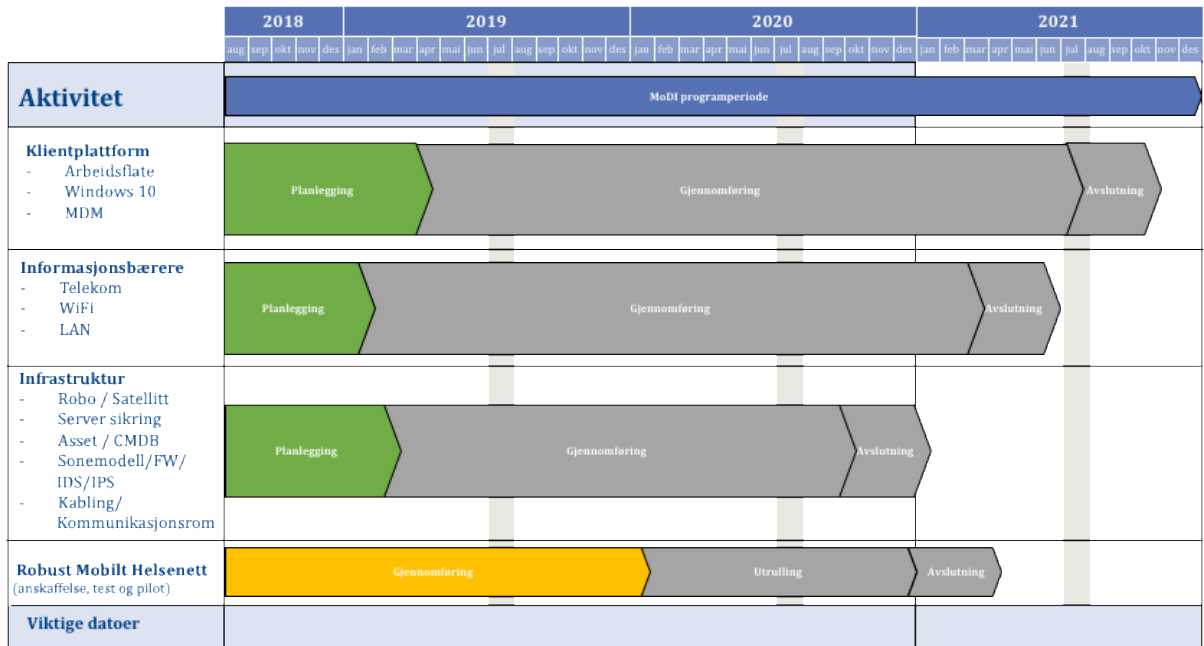 2018 2019 2020 2021
aug sep okt nov des jan feb mar apr mai jun jul aug sep okt nov des jan feb mar apr mai jun jul aug sep okt nov des jan feb mar apr mai jun jul aug sep okt nov des
Aktivitet
MoDI programperiode
Klientplattform
- Arbeidsflate
- Windows 10
- MDM
Planlegging Gjennomføring Avslutning
Informasjonsbærere
- Telekom
- WiFi
- LAN
Planlegging Gjennomføring Avslutning
Infrastruktur
- Robo / Satellitt
- Server sikring
- Asset / CMDB
- Sonemodell/FW/
IDS/IPS
- Kabling/
Kommunikasjonsrom
Planlegging Gjennomføring Avslutning
Robust Mobilt Helsenett
(anskaffelse, test og pilot)
Gjennomføring Utrulling Avslutning
Viktige datoer